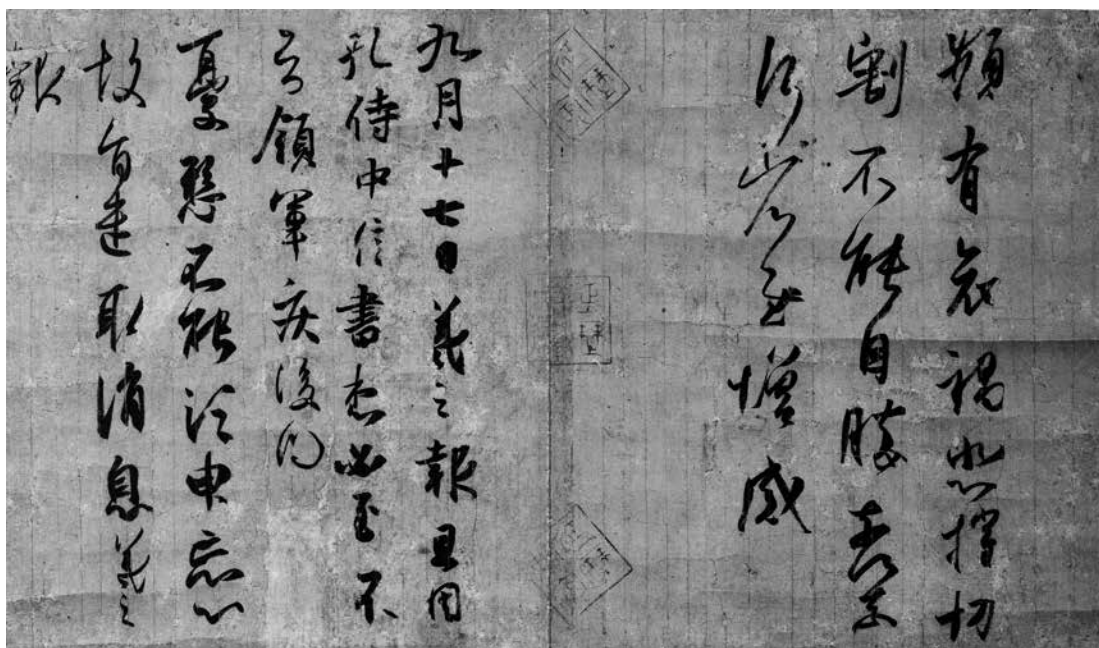 頻有哀禍悲摧切
割不能自勝奈何奈
何省慰增感
九月十七日羲之報且因
孔侍中信書想必至不
知領軍疾後問
憂懸不能須臾忘心
故旨遣取消息羲之
報